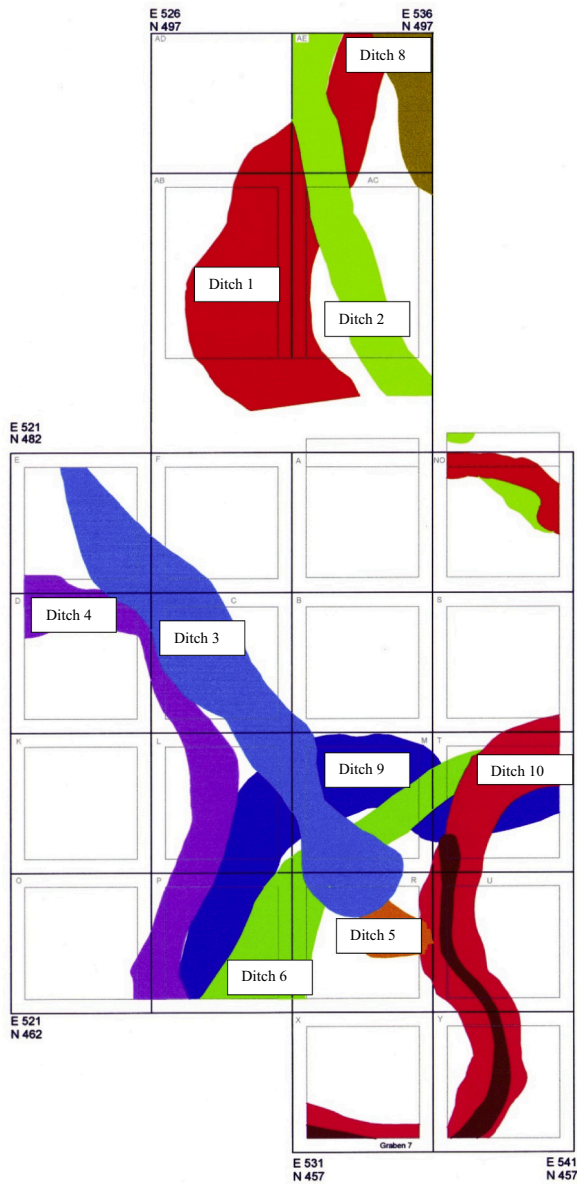 E 526
N 497
E 536
N 497
AD
AE
Ditch 8
AB
AC
Ditch 1
Ditch 2
E 521
N 482
E
F
A
NO
D
Ditch 4
Ditch 3
C
B
S
K
L
M
T
Ditch 9
Ditch 10
O
P
R
U
Ditch 5
Ditch 6
E 521
N 462
X
Y
Graben 7
E 531
N 457
E 541
N 457